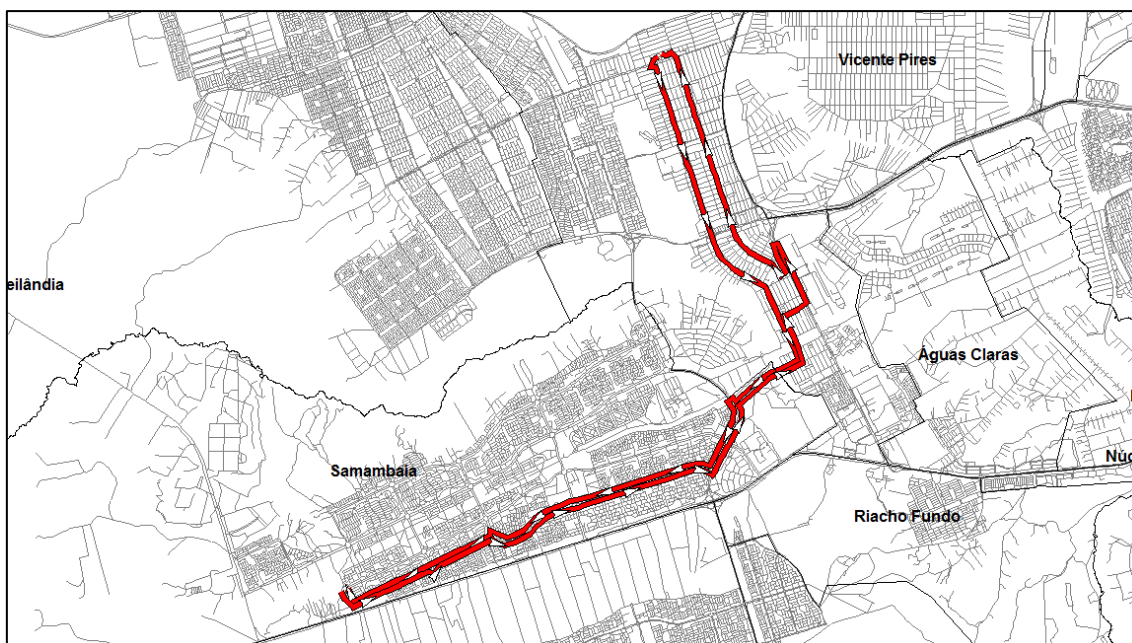 Vicente Pires
eilândia
Águas Claras
Samambaia
Núc
Riacho Fundo